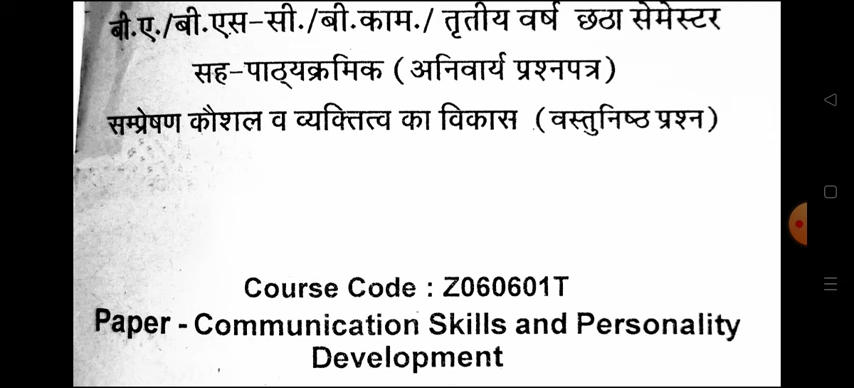 बी.ए./बी.एस-सी./बी.काम./ तृतीय वर्ष छठा सेमेस्टर
सह-पाठ्यक्रमिक (अनिवार्य प्रश्नपत्र)
सम्प्रेषण कौशल व व्यक्तित्व का विकास (वस्तुनिष्ठ प्रश्न)
Course Code : Z060601T
Paper - Communication Skills and Personality
Development